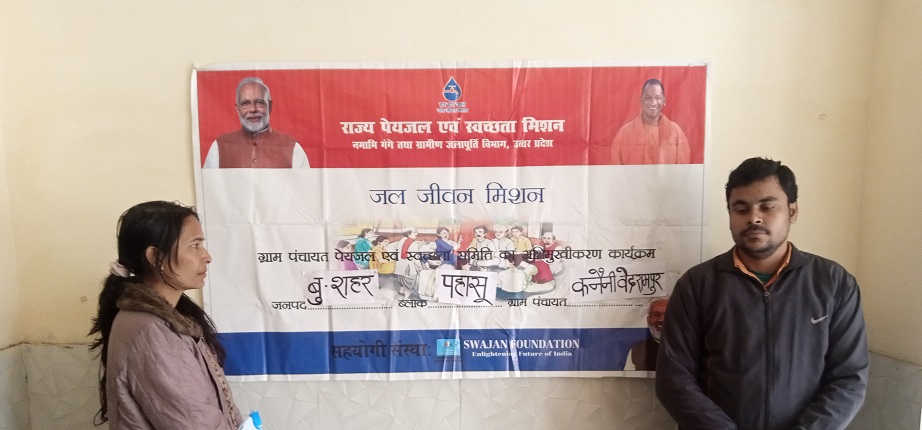 राज्य पेयजल एवं स्वच्छता मिशन
नमामि गंगे तथा ग्रामीण जलापूर्ति विभाग, उत्तर प्रदेश
जल जीवन मिशन
ग्राम पंचायत पेयजल एवं स्वच्छता समिति का अभिमुखीकरण कार्यक्रम
जनपद बु॰शहर ब्लॉक पहासू ग्राम पंचायत
सहयोगी संस्था: SWAJAN FOUNDATION
Enlightening Future of India